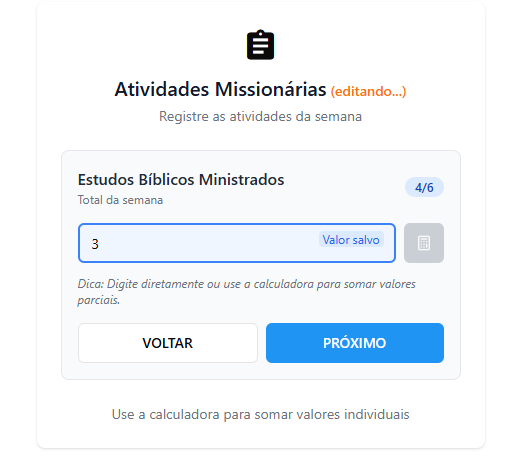 Atividades Missionárias (editando...)
Registre as atividades da semana
Estudos Bíblicos Ministrados
4/6
Total da semana
3
Valor salvo
Dica: Digite diretamente ou use a calculadora para somar valores
parciais.
VOLTAR
PRÓXIMO
Use a calculadora para somar valores individuais